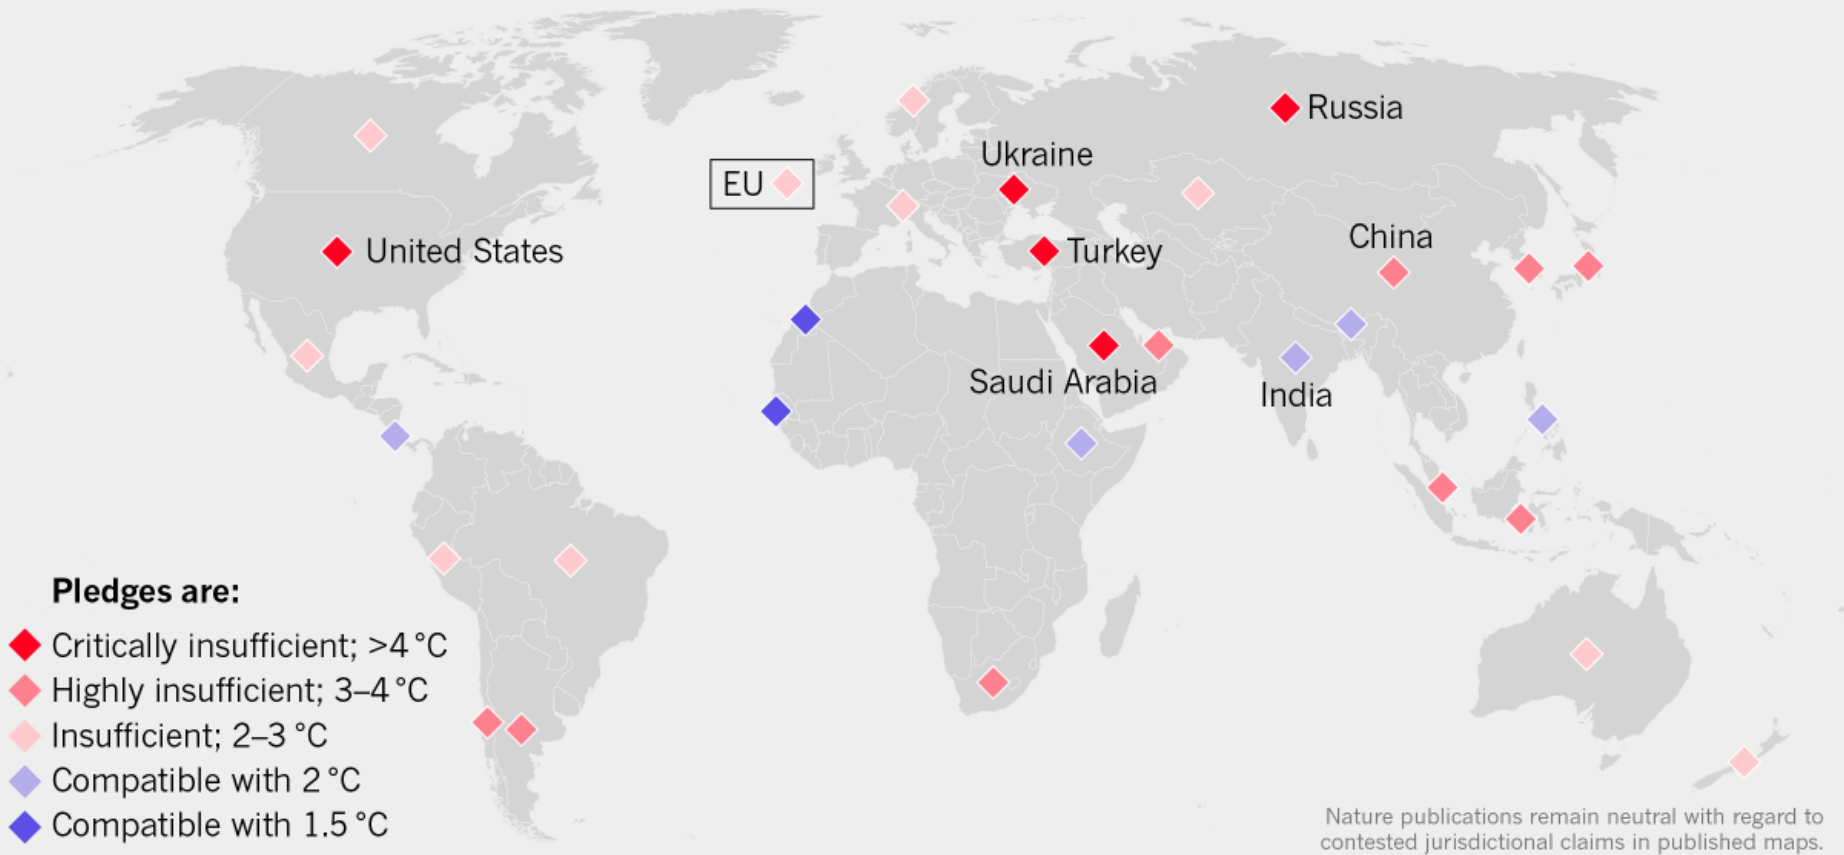 Russia
Ukraine
EU
China
United States
Turkey
Saudi Arabia
India
Pledges are:
Critically insufficient; >4 °C
Highly insufficient; 3–4 °C
Insufficient; 2–3 °C
Compatible with 2 °C
Compatible with 1.5 °C
Nature publications remain neutral with regard to
contested jurisdictional claims in published maps.